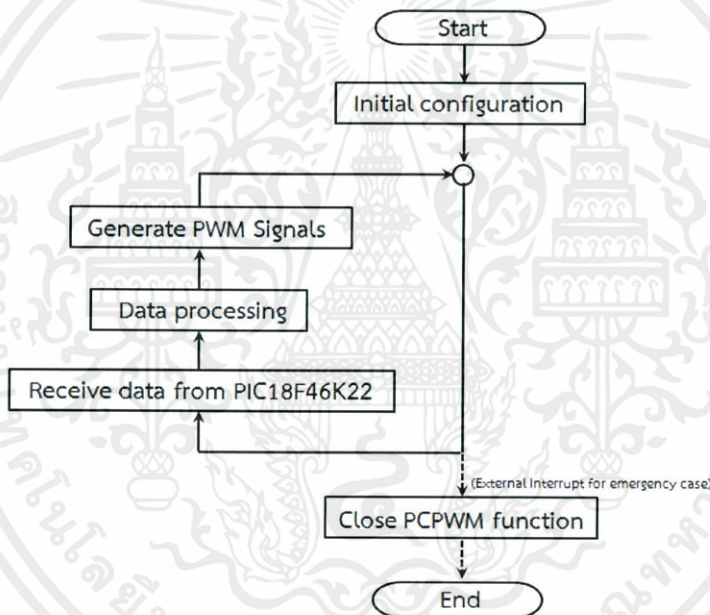 Start
Initial configuration
Generate PWM Signals
Data processing
Receive data from PIC18F46K22
(External Interrupt for emergency case)
Close PCPWM function
End